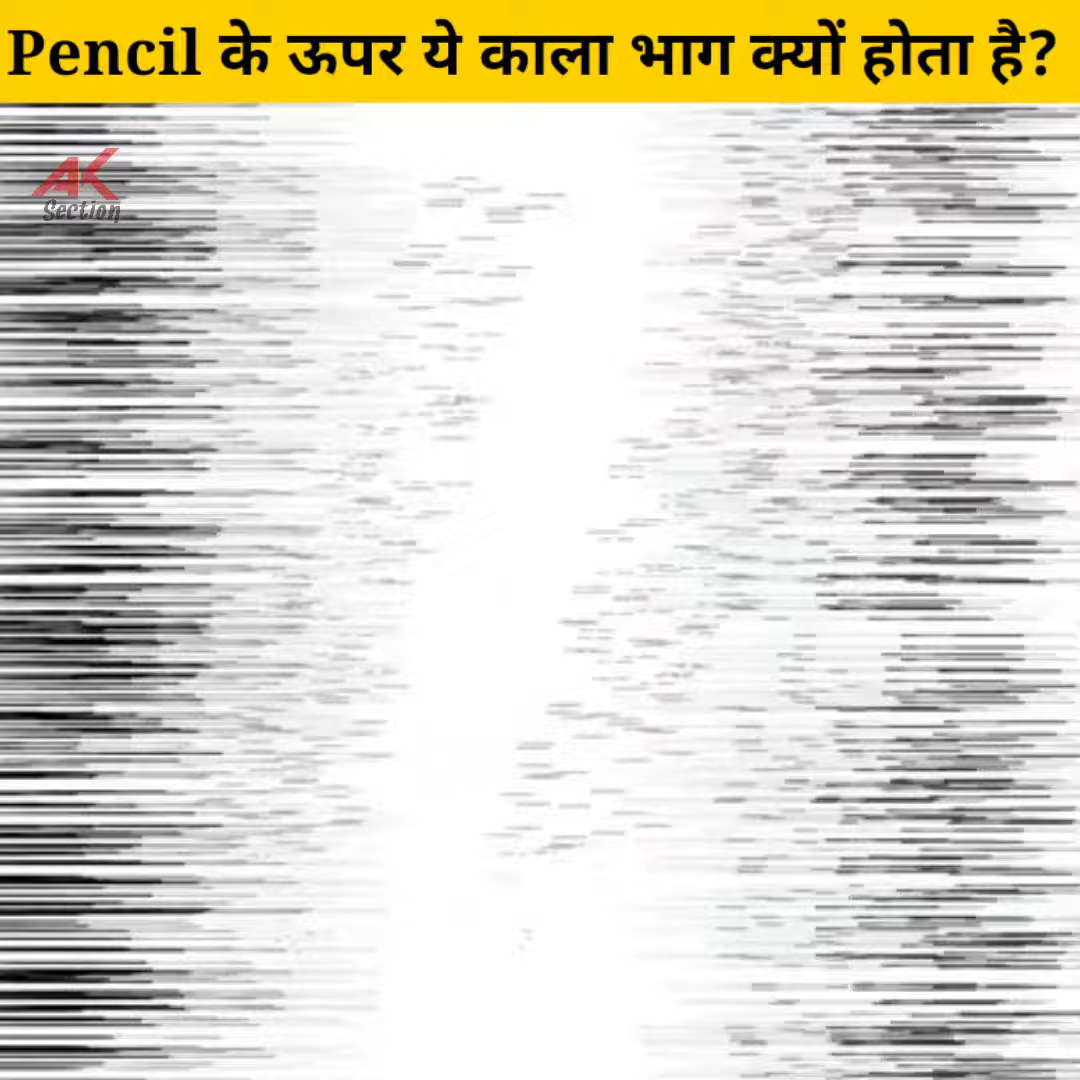 Pencil के ऊपर ये काला भाग क्यों होता है?
AK
Section